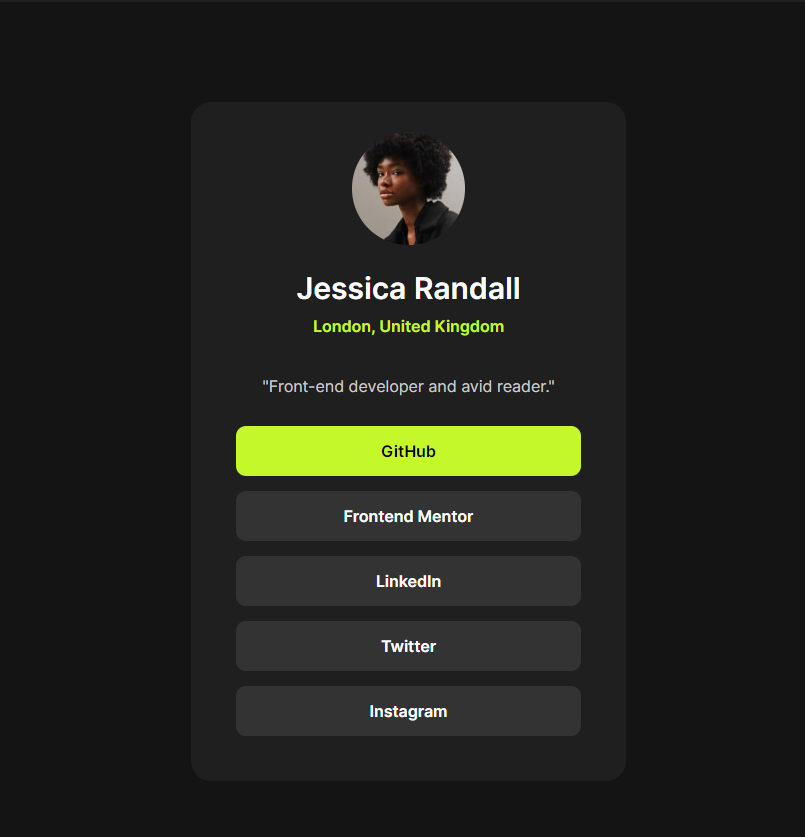 Jessica Randall
London, United Kingdom
"Front-end developer and avid reader."
GitHub
Frontend Mentor
LinkedIn
Twitter
Instagram